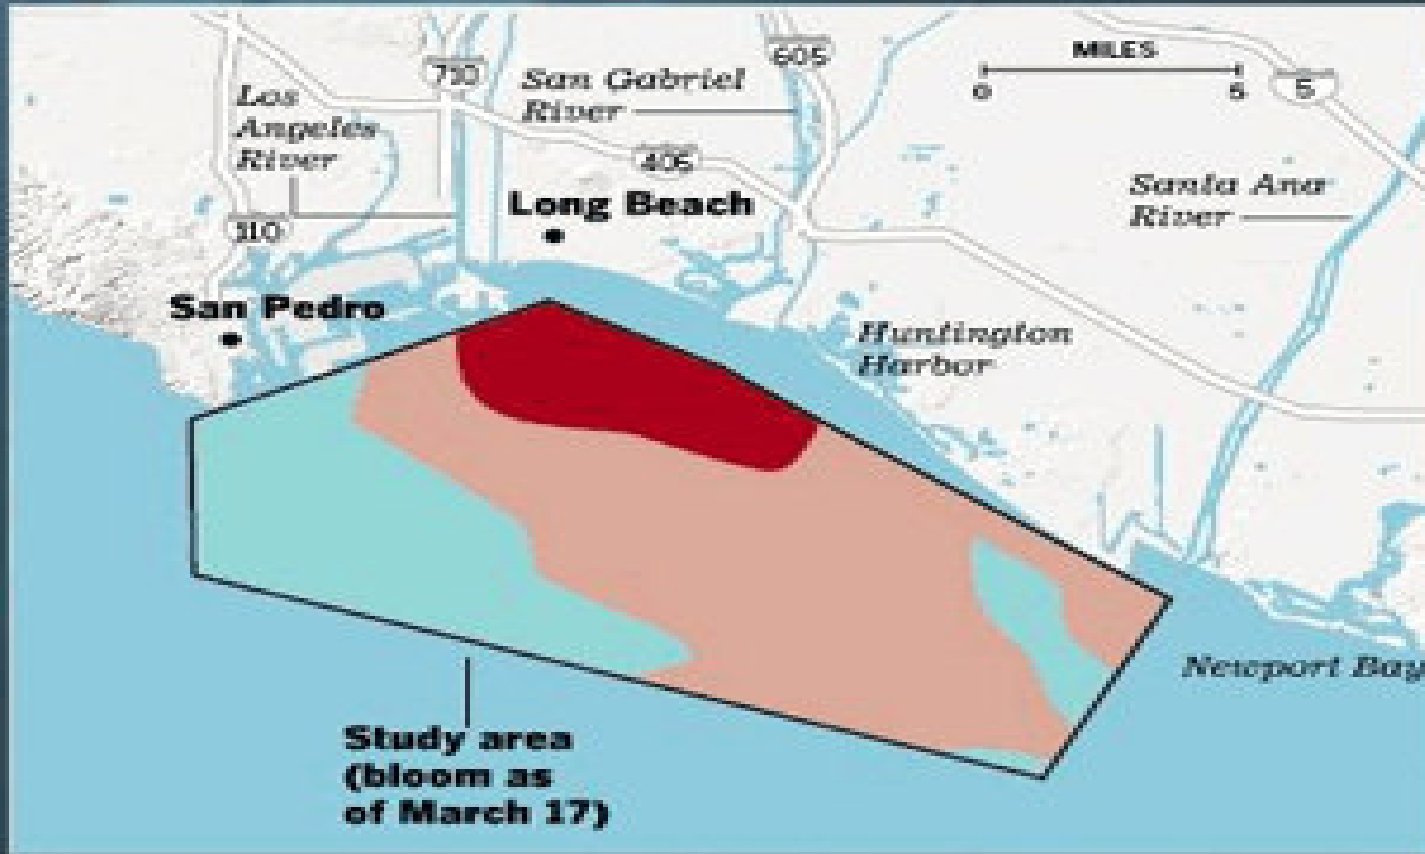 710
San Gabriel
River
605
MILES
0
5
5
Los
Angeles
River
405
Long Beach
Santa Ana
River
110
San Pedro
Huntington
Harbor
Newport Bay
Study area
(bloom as
of March 17)